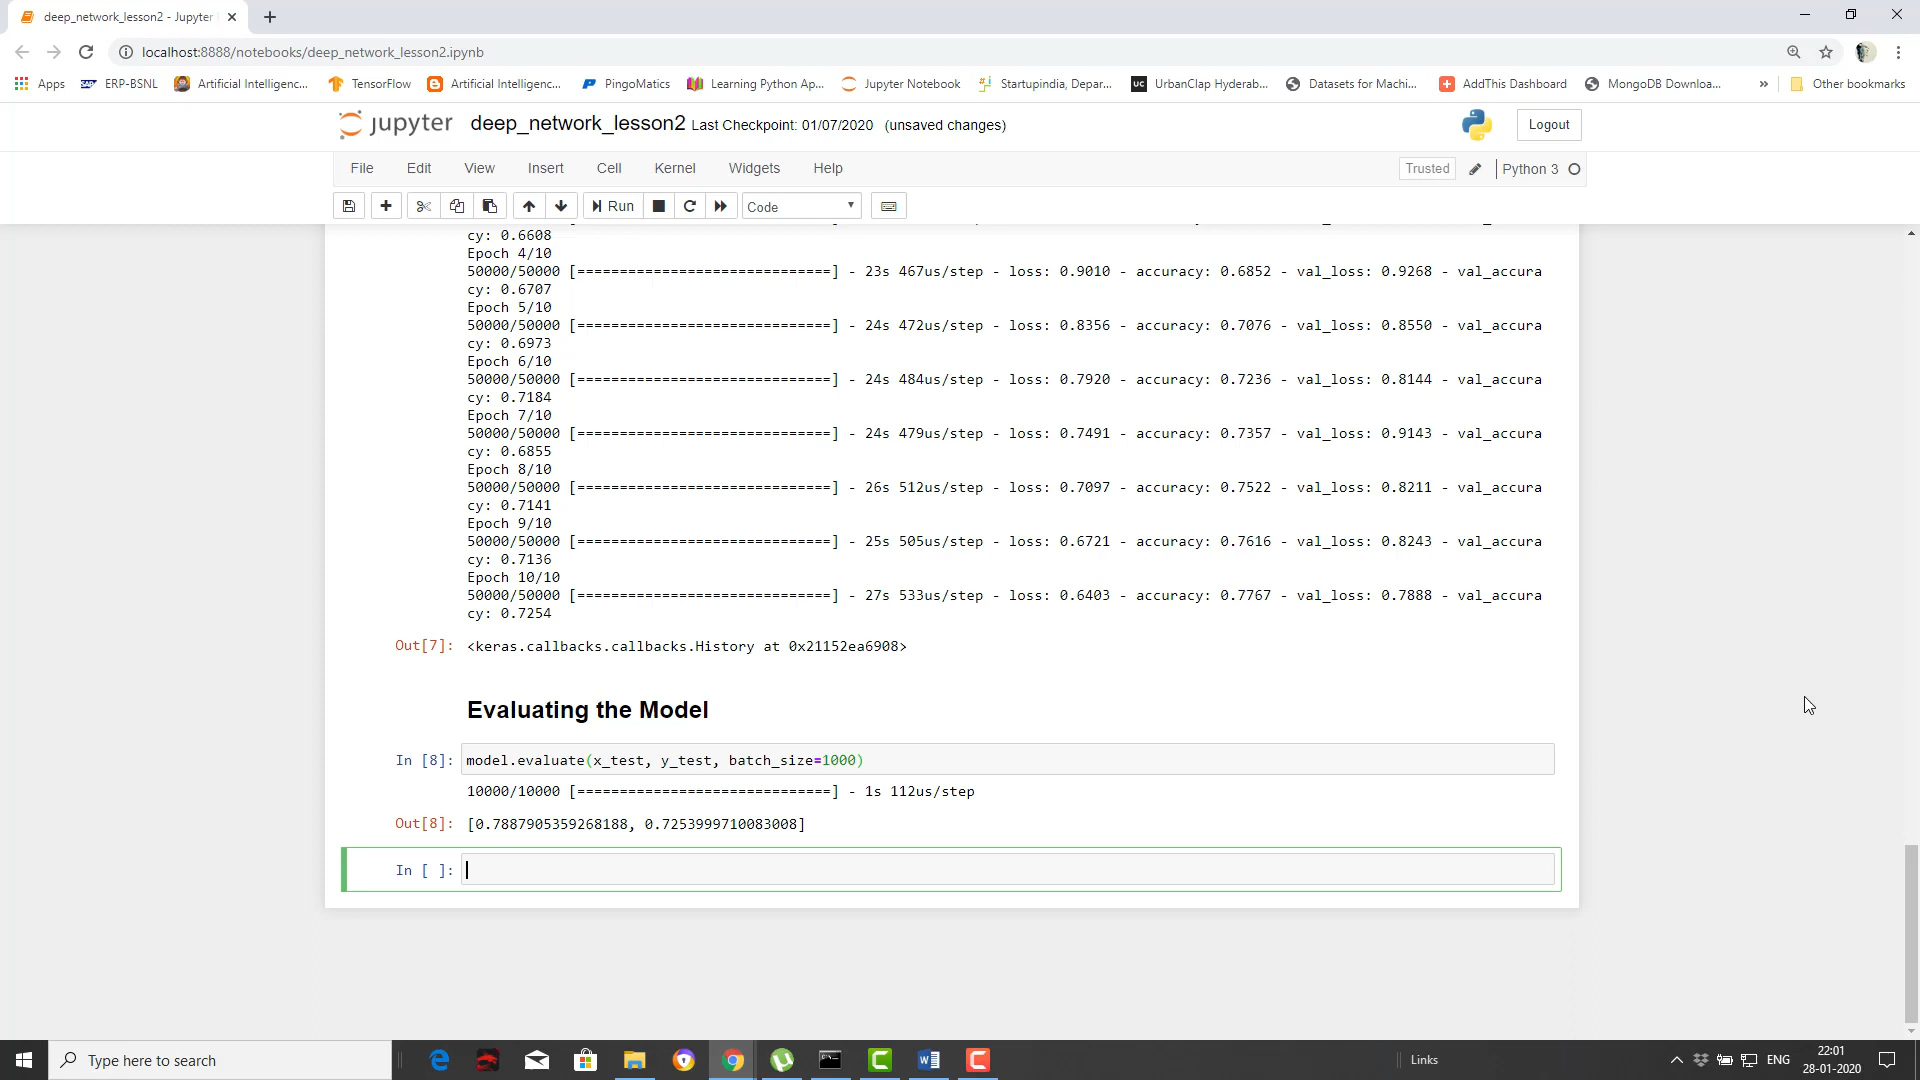 deep_network_lesson2 - Jupyter
localhost:8888/notebooks/deep_network_lesson2.ipynb
Apps ERP-BSNL Artificial Intelligenc... TensorFlow Artificial Intelligenc... PingoMatics Learning Python Ap... Jupyter Notebook Startupindia, Depar... UC UrbanClap Hyderab... Datasets for Machi... AddThis Dashboard MongoDB Downloa... » Other bookmarks
jupyter deep_network_lesson2 Last Checkpoint: 01/07/2020 (unsaved changes) Logout
File Edit View Insert Cell Kernel Widgets Help Trusted Python 3
Run Code
cy: 0.6608
Epoch 4/10
50000/50000 [==============================] - 23s 467us/step - loss: 0.9010 - accuracy: 0.6852 - val_loss: 0.9268 - val_accura
cy: 0.6707
Epoch 5/10
50000/50000 [==============================] - 24s 472us/step - loss: 0.8356 - accuracy: 0.7076 - val_loss: 0.8550 - val_accura
cy: 0.6973
Epoch 6/10
50000/50000 [==============================] - 24s 484us/step - loss: 0.7920 - accuracy: 0.7236 - val_loss: 0.8144 - val_accura
cy: 0.7184
Epoch 7/10
50000/50000 [==============================] - 24s 479us/step - loss: 0.7491 - accuracy: 0.7357 - val_loss: 0.9143 - val_accura
cy: 0.6855
Epoch 8/10
50000/50000 [==============================] - 26s 512us/step - loss: 0.7097 - accuracy: 0.7522 - val_loss: 0.8211 - val_accura
cy: 0.7141
Epoch 9/10
50000/50000 [==============================] - 25s 505us/step - loss: 0.6721 - accuracy: 0.7616 - val_loss: 0.8243 - val_accura
cy: 0.7136
Epoch 10/10
50000/50000 [==============================] - 27s 533us/step - loss: 0.6403 - accuracy: 0.7767 - val_loss: 0.7888 - val_accura
cy: 0.7254
Out[7]: <keras.callbacks.callbacks.History at 0x21152ea6908>
Evaluating the Model
In [8]: model.evaluate(x_test, y_test, batch_size=1000)
10000/10000 [==============================] - 1s 112us/step
Out[8]: [0.7887905359268188, 0.7253999710083008]
In [ ]:
Type here to search Links ENG 22:01
28-01-2020